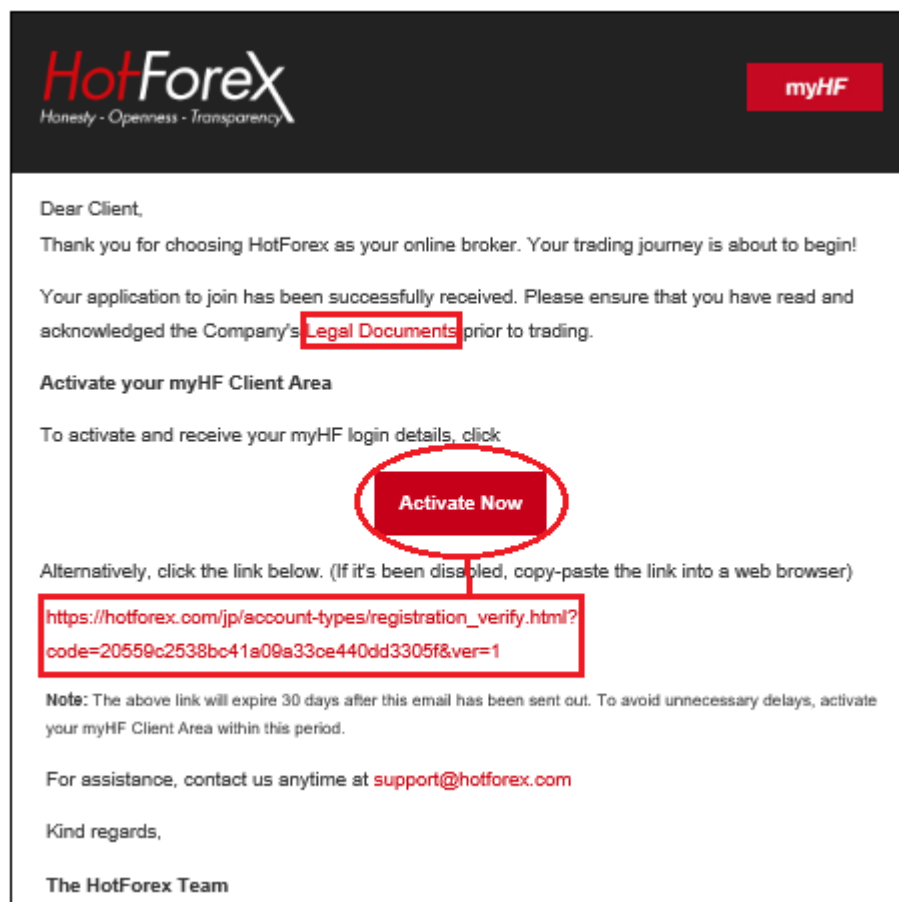 HotForeX
myHF
Honesty - Openness - Transparency
Dear Client,
Thank you for choosing HotForex as your online broker. Your trading journey is about to begin!
Your application to join has been successfully received. Please ensure that you have read and
acknowledged the Company's Legal Documents prior to trading.
Activate your myHF Client Area
To activate and receive your myHF login details, click
Activate Now
Alternatively, click the link below. (If it's been disabled, copy-paste the link into a web browser)
https://hotforex.com/jp/account-types/registration_verify.html?
code=20559c2538bc41a09a33ce440dd3305f&ver=1
Note: The above link will expire 30 days after this email has been sent out. To avoid unnecessary delays, activate
your myHF Client Area within this period.
For assistance, contact us anytime at support@hotforex.com
Kind regards,
The HotForex Team